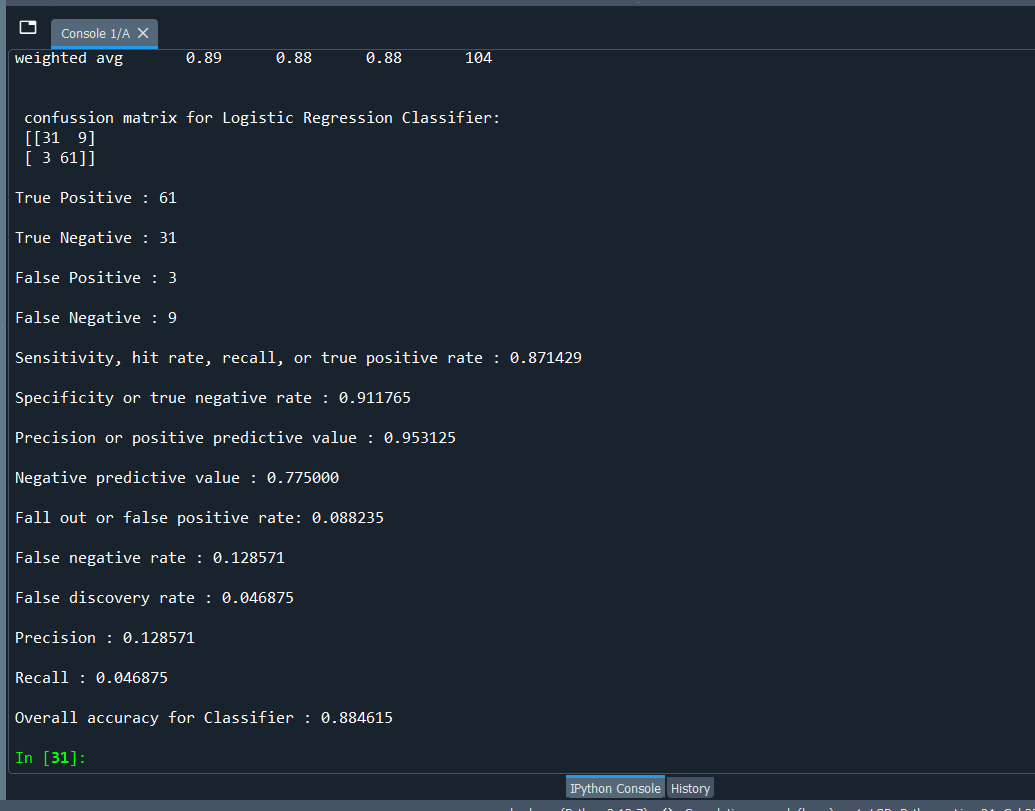 Console 1/A
weighted avg 0.89 0.88 0.88 104
confussion matrix for Logistic Regression Classifier:
[[31 9]
[ 3 61]]
True Positive : 61
True Negative : 31
False Positive : 3
False Negative : 9
Sensitivity, hit rate, recall, or true positive rate : 0.871429
Specificity or true negative rate : 0.911765
Precision or positive predictive value : 0.953125
Negative predictive value : 0.775000
Fall out or false positive rate: 0.088235
False negative rate : 0.128571
False discovery rate : 0.046875
Precision : 0.128571
Recall : 0.046875
Overall accuracy for Classifier : 0.884615
In [31]:
IPython Console History